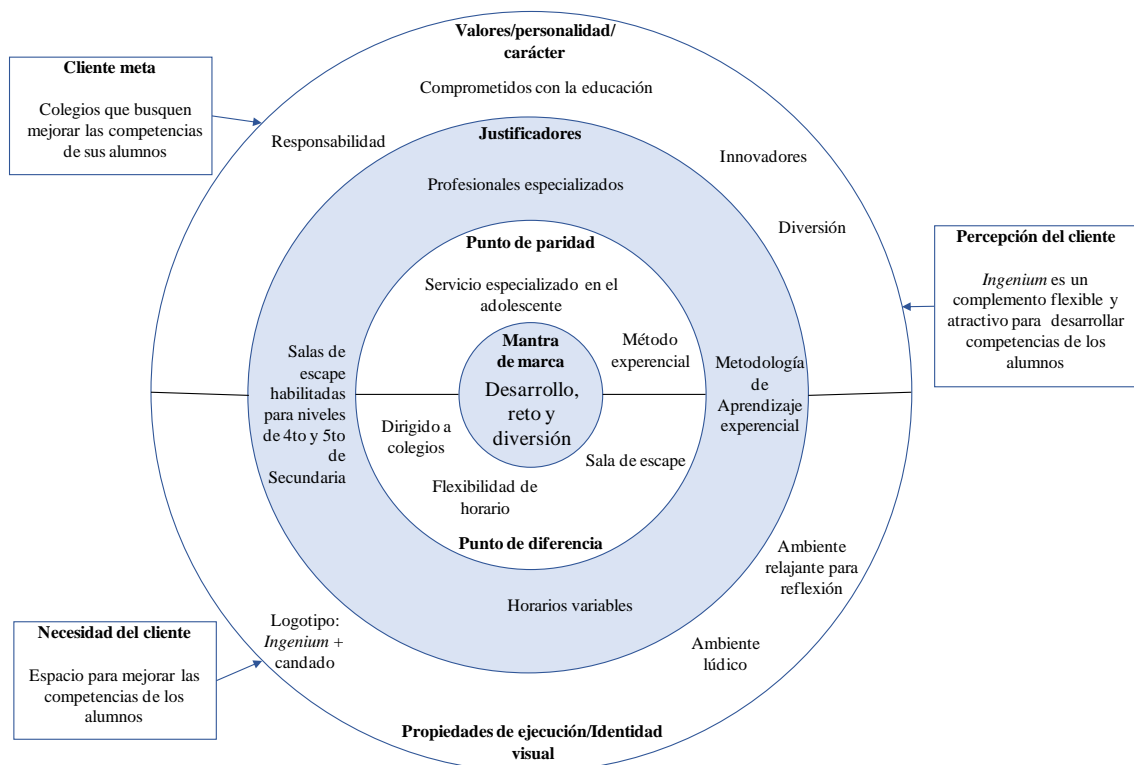 Valores/personalidad/
carácter
Comprometidos con la educación
Responsabilidad
Innovadores
Diversión
Cliente meta
Colegios que busquen
mejorar las competencias
de sus alumnos
Justificadores
Profesionales especializados
Punto de paridad
Servicio especializado en el
adolescente
Método
experencial
Mantra
de marca
Desarrollo,
reto y
diversión
Salas de
escape
habilitadas
para niveles
de 4to y 5to
de
Secundaria
Metodología
de
Aprendizaje
experencial
Percepción del cliente
Ingenium es un
complemento flexible y
atractivo para desarrollar
competencias de los
alumnos
Dirigido a
colegios
Sala de escape
Flexibilidad de
horario
Punto de diferencia
Horarios variables
Ambiente
relajante para
reflexión
Ambiente
lúdico
Logotipo:
Ingenium +
candado
Necesidad del cliente
Espacio para mejorar las
competencias de los
alumnos
Propiedades de ejecución/Identidad
visual